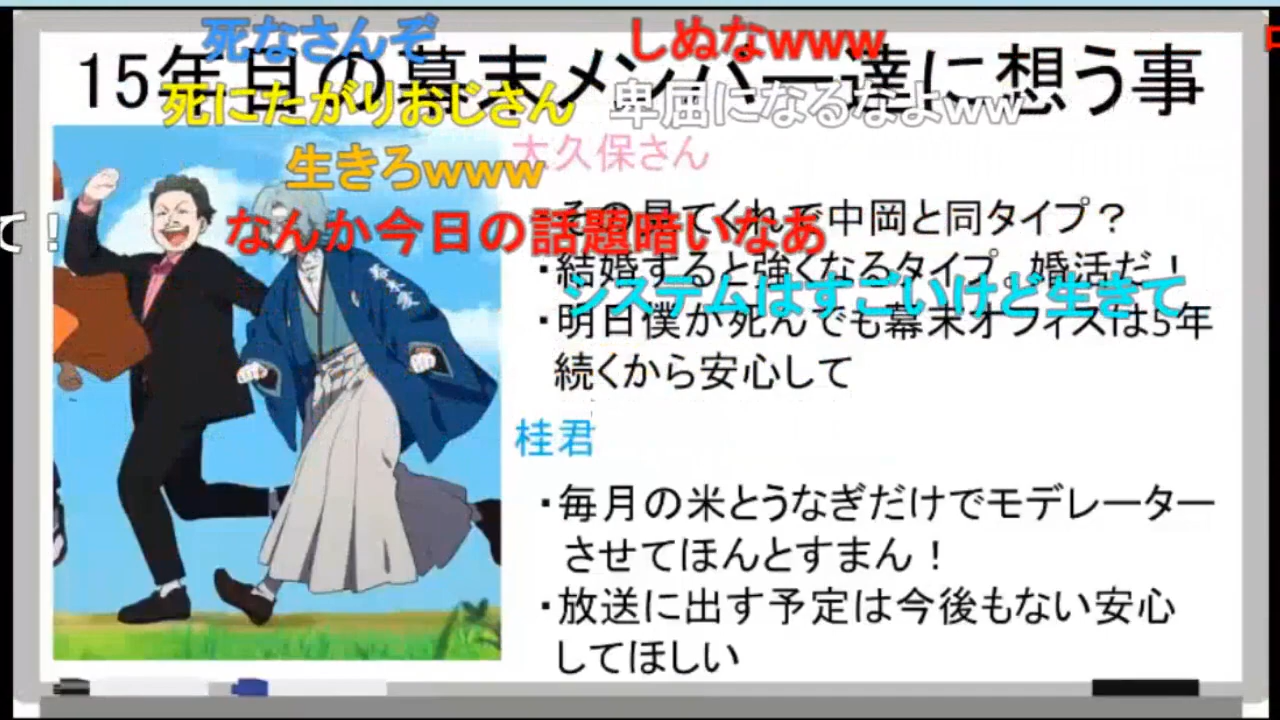 死なさんぞ
しぬなwww
15年目の幕末メンバー達に想う事
死にたがりおじさん
卑屈になるなよww
生きろwww
大久保さん
て！
なんか今日の話題暗いなあ
見てくれで中岡と同タイプ？
・結婚すると強くなるタイプ。婚活だ！
システムはすごいけど生きて
・明日僕が死んでも幕末オフィスは5年
続くから安心して
桂君
・毎月の米とうなぎだけでモデレーター
させてほんとすまん！
・放送に出す予定は今後もない安心
してほしい